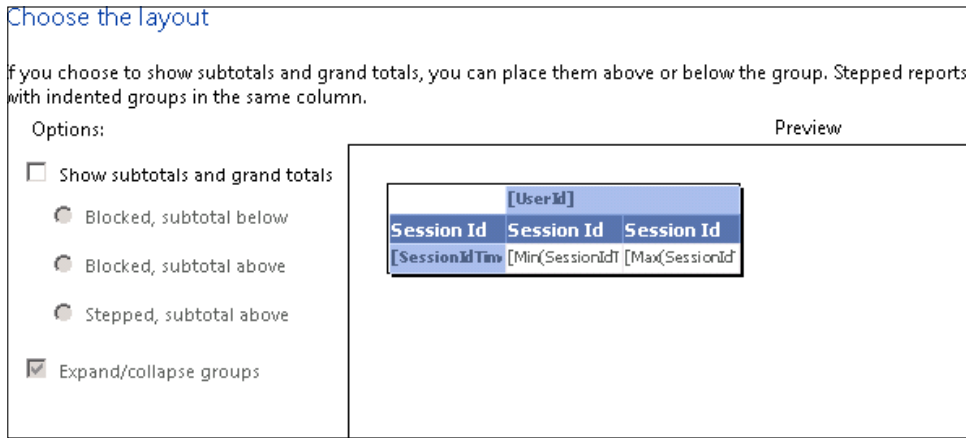 Choose the layout
If you choose to show subtotals and grand totals, you can place them above or below the group. Stepped reports
with indented groups in the same column.
Options:
Preview
Show subtotals and grand totals
Blocked, subtotal below
Blocked, subtotal above
Stepped, subtotal above
Expand/collapse groups
[UserId]
Session Id Session Id Session Id
[SessionIdTim [Min(SessionIdT [Max(SessionId